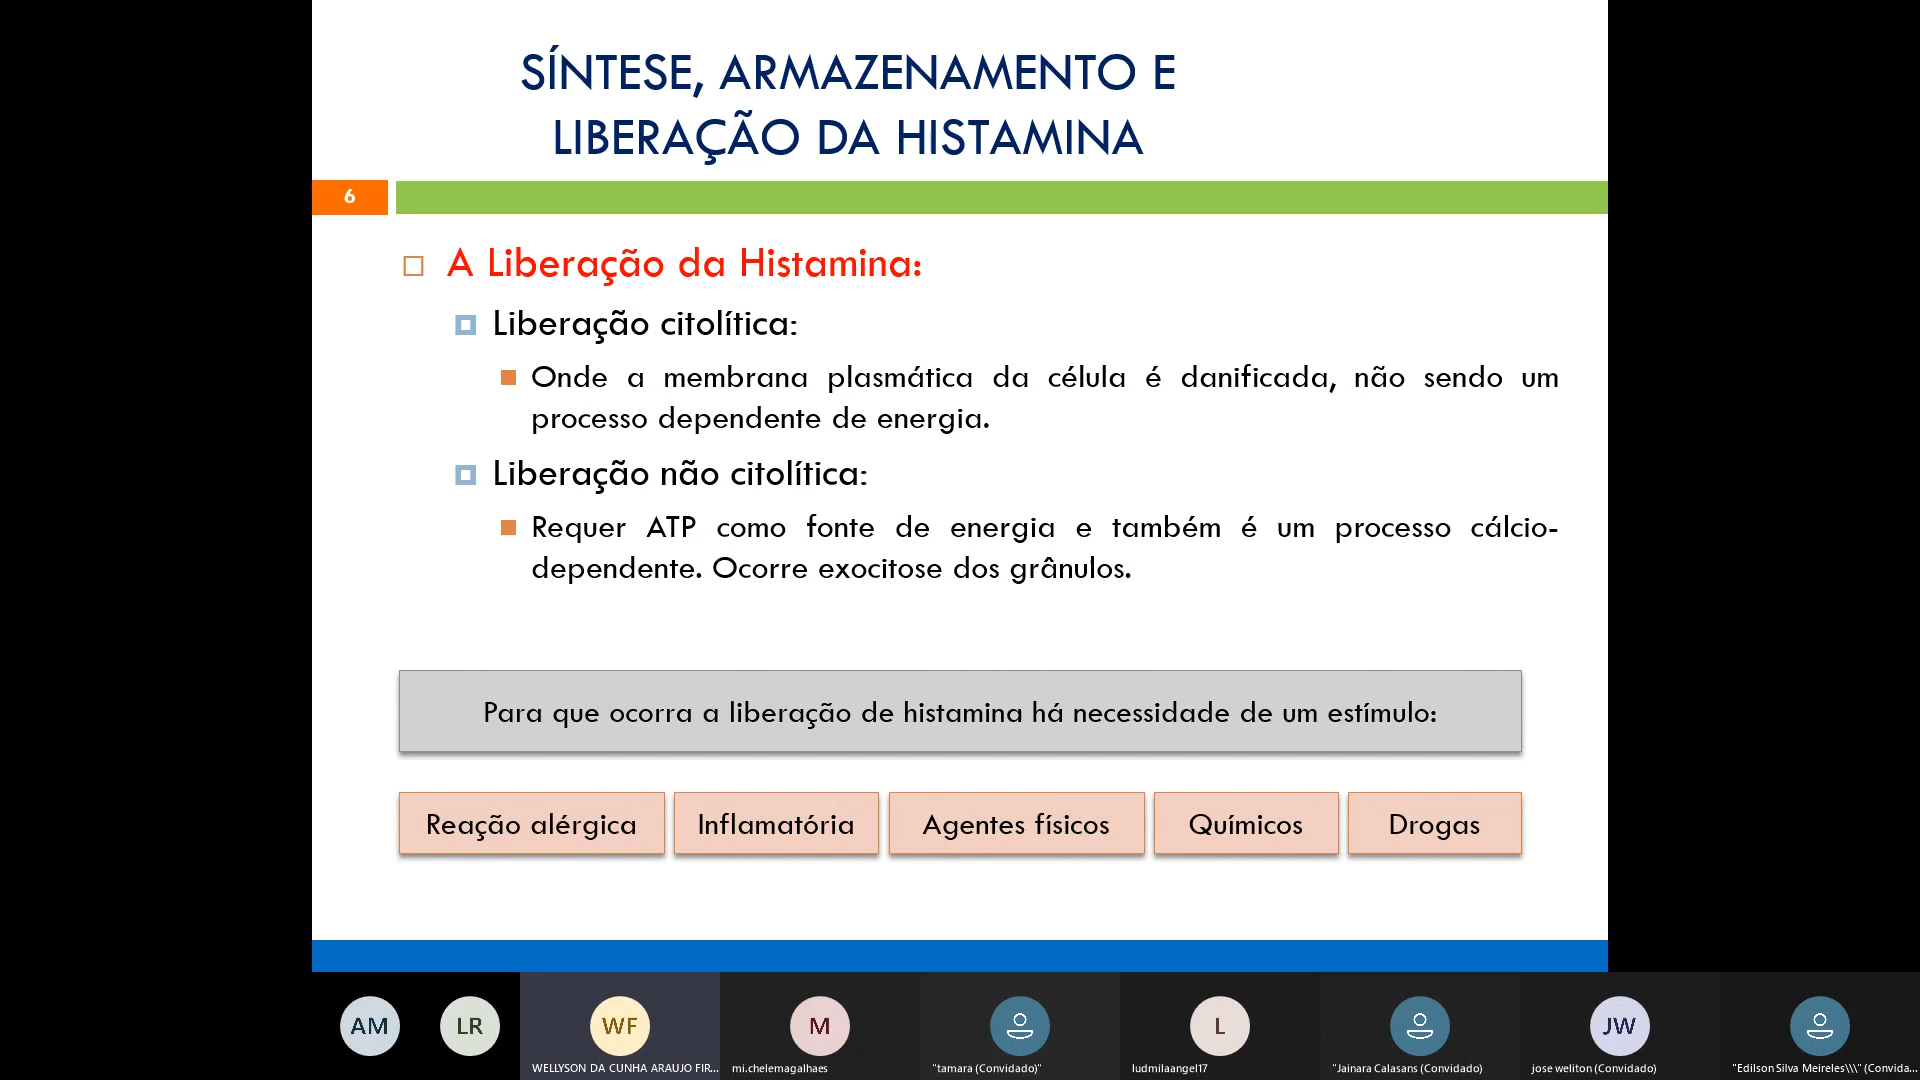 SÍNTESE, ARMAZENAMENTO E
LIBERAÇÃO DA HISTAMINA
6
A Liberação da Histamina:
Liberação citolítica:
Onde a membrana plasmática da célula é danificada, não sendo um
processo dependente de energia.
Liberação não citolítica:
Requer ATP como fonte de energia e também é um processo cálcio-
dependente. Ocorre exocitose dos grânulos.
Para que ocorra a liberação de histamina há necessidade de um estímulo:
Reação alérgica
Inflamatória
Agentes físicos
Químicos
Drogas
AM
LR
WF
M
L
JW
WELLYSON DA CUNHA ARAUJO FIR...
mi.chelemagalhaes
"tamara (Convidado)"
ludmilaangel17
"Jainara Calasans (Convidado)
jose weliton (Convidado)
"Edilson Silva Meireles\\\" (Convida...